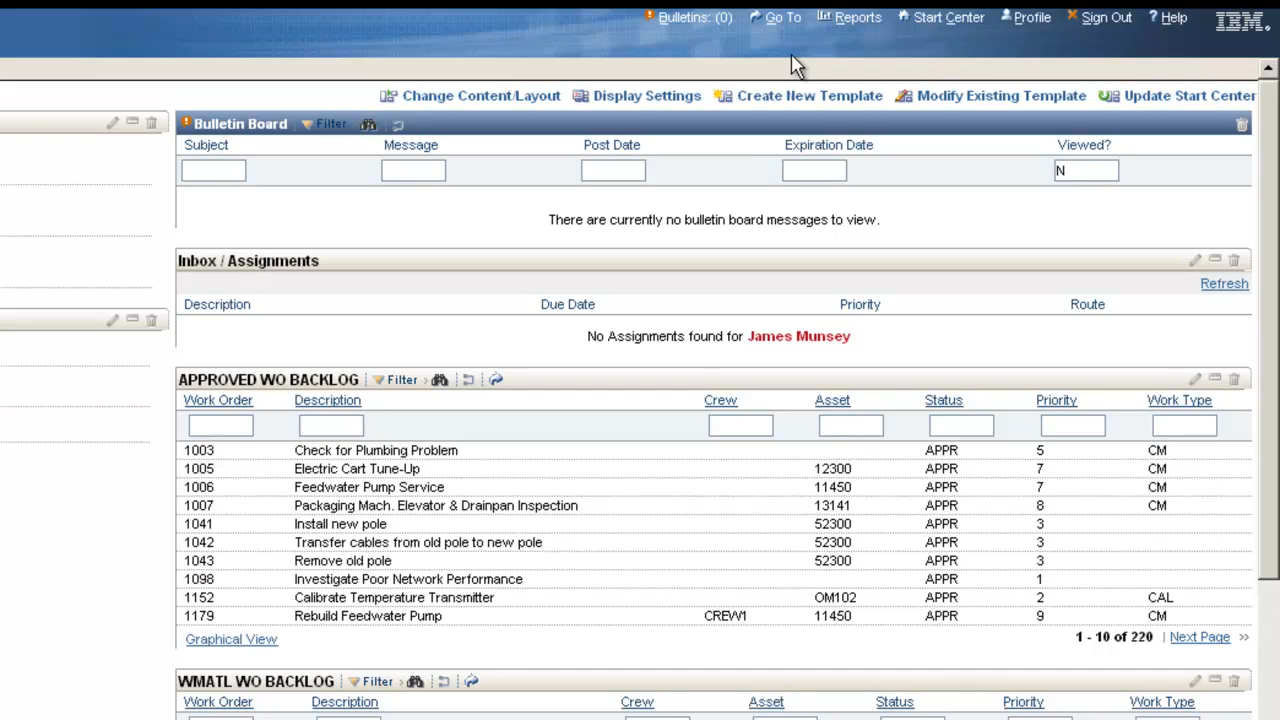 Bulletins: (0) Go To Reports Start Center Profile Sign Out ? Help IBM.
Change Content/Layout Display Settings Create New Template Modify Existing Template Update Start Center
Bulletin Board Filter
Subject Message Post Date Expiration Date Viewed?
N
There are currently no bulletin board messages to view.
Inbox / Assignments
Refresh
Description Due Date Priority Route
No Assignments found for James Munsey
APPROVED WO BACKLOG Filter
Work Order Description Crew Asset Status Priority Work Type
1003 Check for Plumbing Problem APPR 5 CM
1005 Electric Cart Tune-Up 12300 APPR 7 CM
1006 Feedwater Pump Service 11450 APPR 7 CM
1007 Packaging Mach. Elevator & Drainpan Inspection 13141 APPR 8 CM
1041 Install new pole 52300 APPR 3
1042 Transfer cables from old pole to new pole 52300 APPR 3
1043 Remove old pole 52300 APPR 3
1098 Investigate Poor Network Performance APPR 1
1152 Calibrate Temperature Transmitter OM102 APPR 2 CAL
1179 Rebuild Feedwater Pump CREW1 11450 APPR 9 CM
Graphical View 1 - 10 of 220 | Next Page
WMATL WO BACKLOG Filter
Work Order Description Crew Asset Status Priority Work Type